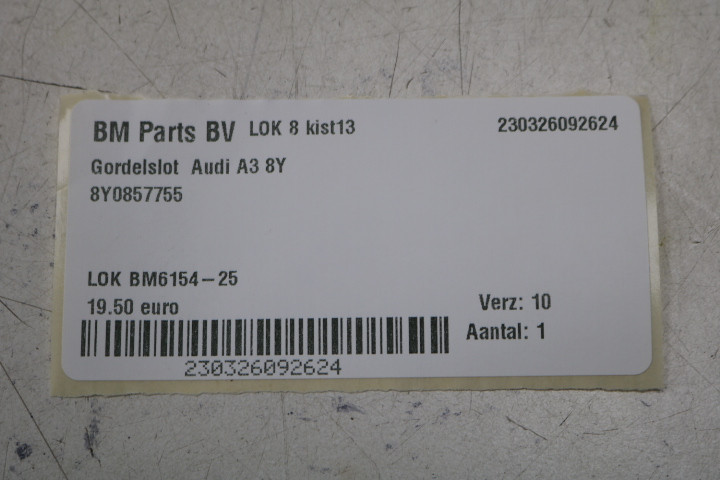 BM Parts BV LOK 8 kist13 230326092624
Gordelslot Audi A3 8Y
8Y0857755
LOK BM6154-25
19.50 euro Verz: 10
Aantal: 1
230326092624